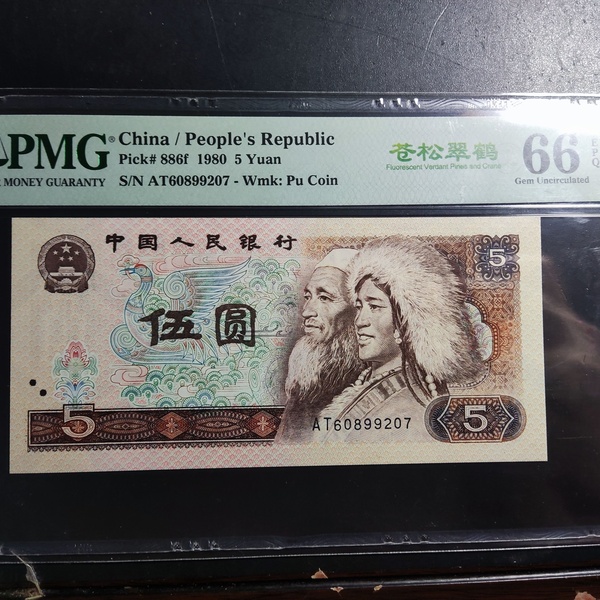 PMG®
MONEY GUARANTY
China / People's Republic
Pick# 886f 1980 5 Yuan
S/N AT60899207 - Wmk: Pu Coin
苍松翠鹤
Fluorescent Verdant Pines and Crane
66
EPQ
Gem Uncirculated
中国人民银行
5
伍圆
AT60899207
5
5